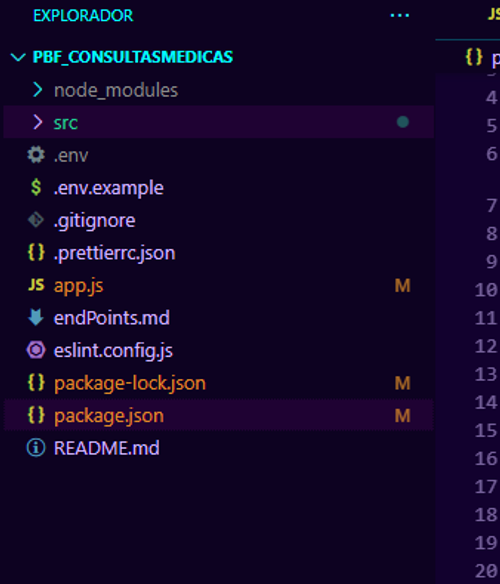 EXPLORADOR ...
PBF_CONSULTASMEDICAS
node_modules
src
.env
$ .env.example
.gitignore
{} .prettierrc.json
JS app.js M
endPoints.md
eslint.config.js
{} package-lock.json M
{} package.json M
README.md
JS
{} p
4
5
6
7
8
9
10
11
12
13
14
15
16
17
18
19
20